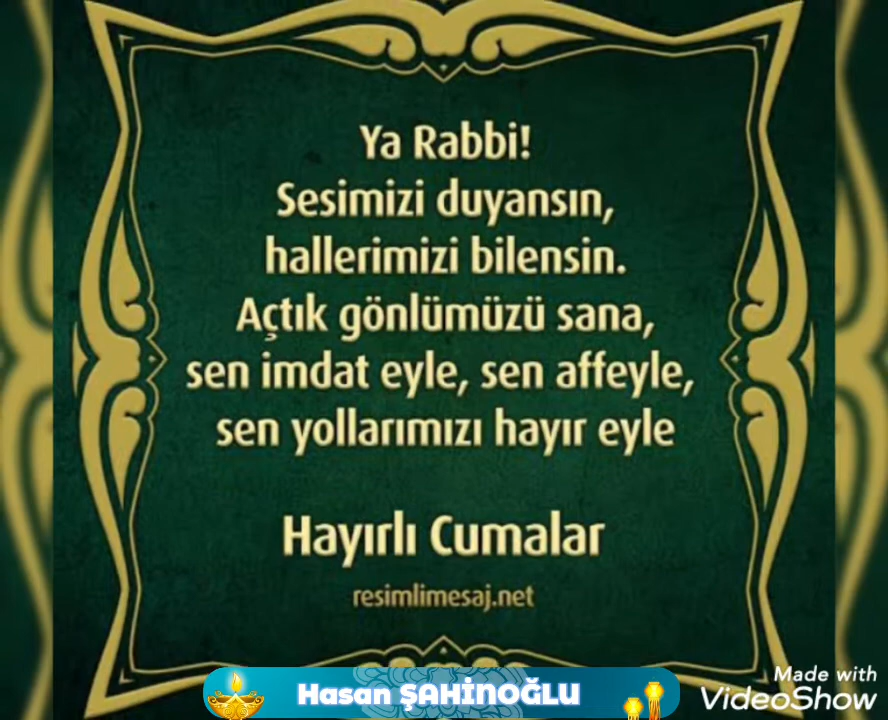 Ya Rabbi!
Sesimizi duyansın,
hallerimizi bilensin.
Açtık gönlümüzü sana,
sen imdat eyle, sen affeyle,
sen yollarımızı hayır eyle
Hayırlı Cumalar
resimlimesaj.net
Hasan ŞAHİNOĞLU
Made with
VideoShow